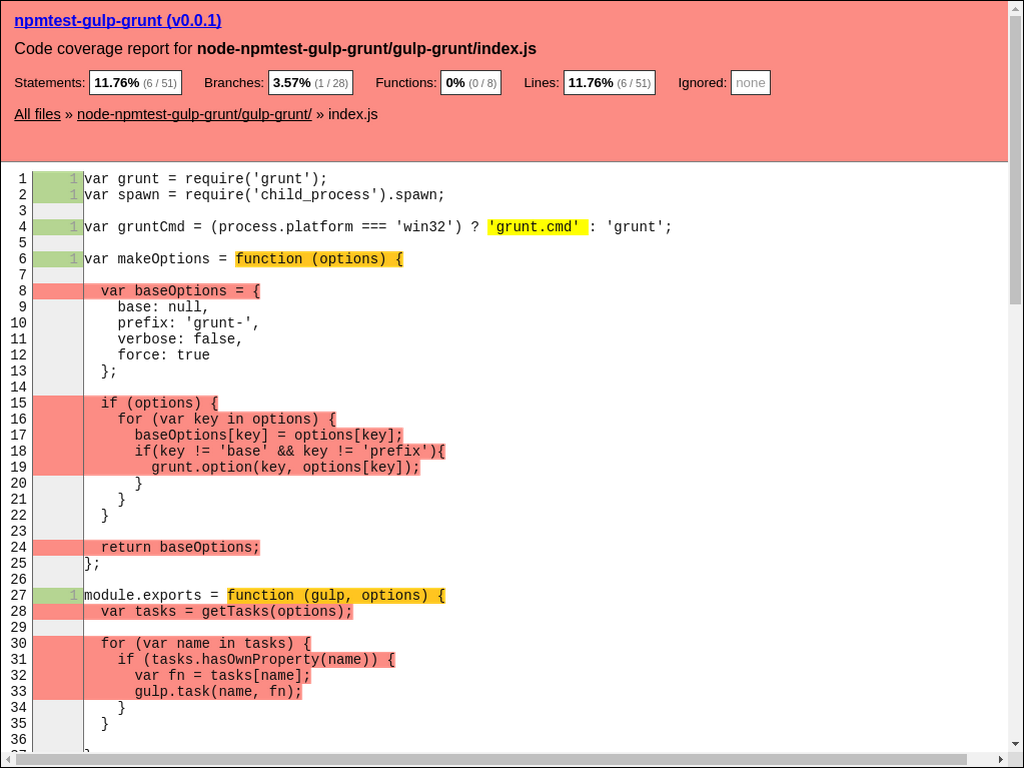 npmtest-gulp-grunt (v0.0.1)
Code coverage report for node-npmtest-gulp-grunt/gulp-grunt/index.js
Statements: 11.76% (6 / 51) Branches: 3.57% (1 / 28) Functions: 0% (0 / 8) Lines: 11.76% (6 / 51) Ignored: none
All files » node-npmtest-gulp-grunt/gulp-grunt/ » index.js
1 1 var grunt = require('grunt');
2 1 var spawn = require('child_process').spawn;
3
4 1 var gruntCmd = (process.platform === 'win32') ? 'grunt.cmd' : 'grunt';
5
6 1 var makeOptions = function (options) {
7
8   var baseOptions = {
9     base: null,
10     prefix: 'grunt-',
11     verbose: false,
12     force: true
13   };
14
15   if (options) {
16     for (var key in options) {
17       baseOptions[key] = options[key];
18       if(key != 'base' && key != 'prefix'){
19         grunt.option(key, options[key]);
20       }
21     }
22   }
23
24   return baseOptions;
25 };
26
27 1 module.exports = function (gulp, options) {
28   var tasks = getTasks(options);
29
30   for (var name in tasks) {
31     if (tasks.hasOwnProperty(name)) {
32       var fn = tasks[name];
33       gulp.task(name, fn);
34     }
35   }
36